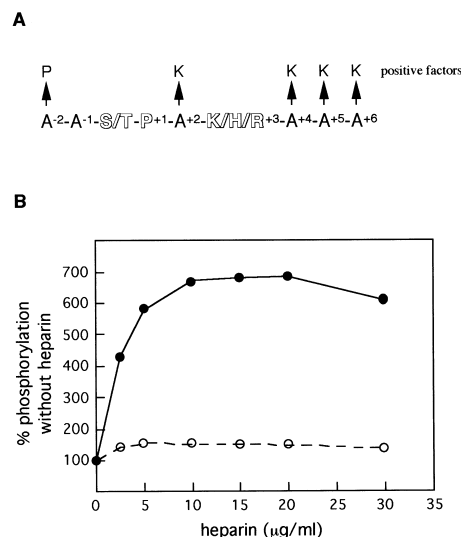 A
P K K K K positive factors
A-2-A-1-S/T-P+1-A+2-K/H/R+3-A+4-A+5-A+6
B
% phosphorylation
without heparin
700
600
500
400
300
200
100
0 5 10 15 20 25 30 35
heparin (μg/ml)